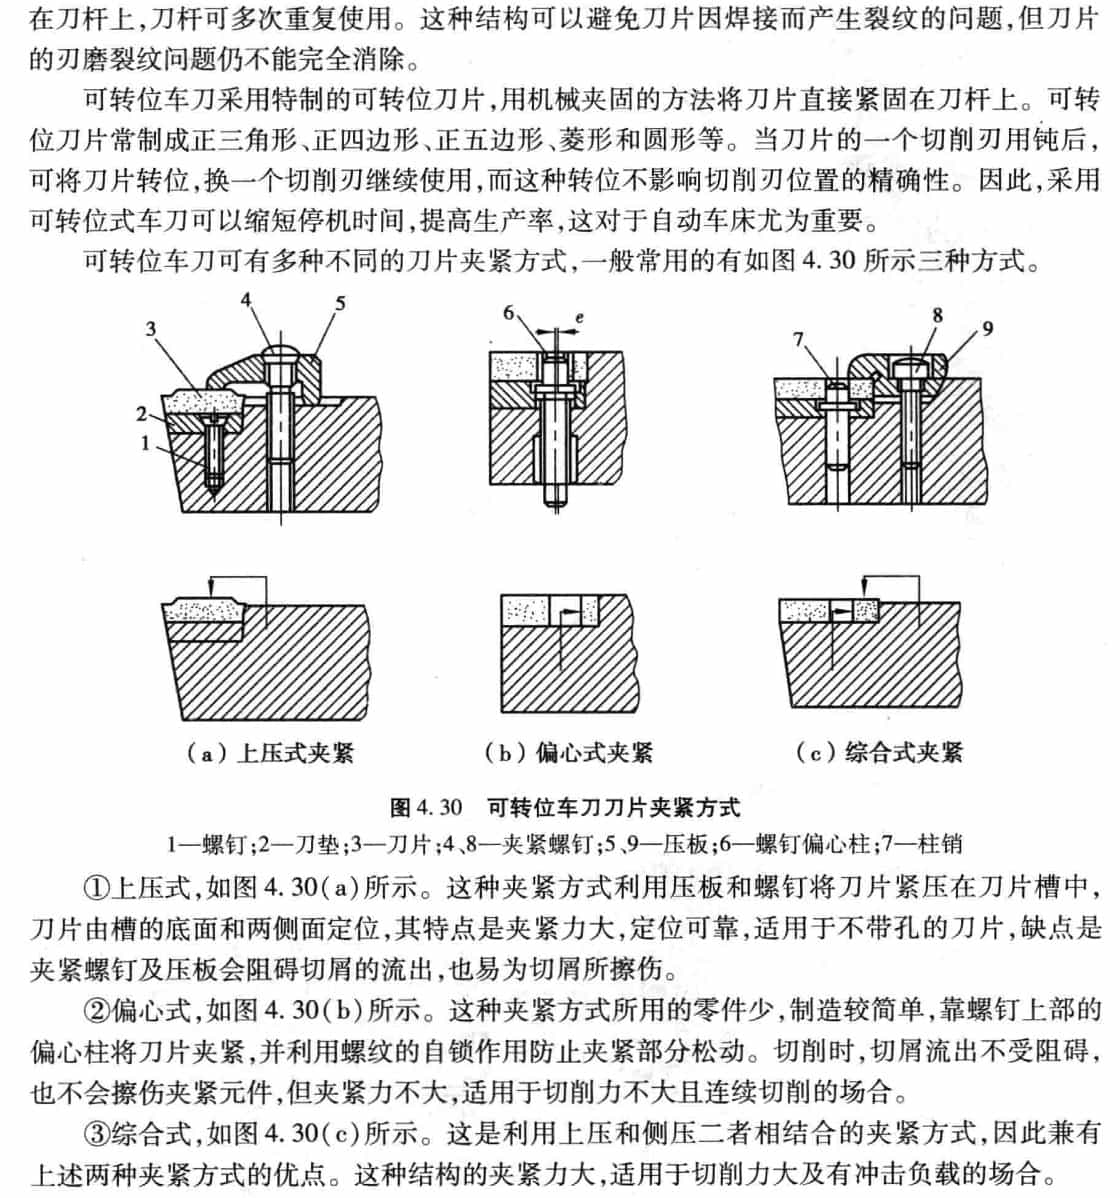 在刀杆上,刀杆可多次重复使用。这种结构可以避免刀片因焊接而产生裂纹的问题,但刀片
的刃磨裂纹问题仍不能完全消除。
可转位车刀采用特制的可转位刀片,用机械夹固的方法将刀片直接紧固在刀杆上。可转
位刀片常制成正三角形、正四边形、正五边形、菱形和圆形等。当刀片的一个切削刃用钝后,
可将刀片转位,换一个切削刃继续使用,而这种转位不影响切削刃位置的精确性。因此,采用
可转位式车刀可以缩短停机时间,提高生产率,这对于自动车床尤为重要。
可转位车刀可有多种不同的刀片夹紧方式,一般常用的有如图 4.30 所示三种方式。
3 4 5
2
1
6 e
7 8 9
(a)上压式夹紧 (b)偏心式夹紧 (c)综合式夹紧
图 4.30 可转位车刀刀片夹紧方式
1—螺钉;2—刀垫;3—刀片;4、8—夹紧螺钉;5、9—压板;6—螺钉偏心柱;7—柱销
①上压式,如图 4.30(a)所示。这种夹紧方式利用压板和螺钉将刀片紧压在刀片槽中,
刀片由槽的底面和两侧面定位,其特点是夹紧力大,定位可靠,适用于不带孔的刀片,缺点是
夹紧螺钉及压板会阻碍切屑的流出,也易为切屑所擦伤。
②偏心式,如图 4.30(b)所示。这种夹紧方式所用的零件少,制造较简单,靠螺钉上部的
偏心柱将刀片夹紧,并利用螺纹的自锁作用防止夹紧部分松动。切削时,切屑流出不受阻碍,
也不会擦伤夹紧元件,但夹紧力不大,适用于切削力不大且连续切削的场合。
③综合式,如图 4.30(c)所示。这是利用上压和侧压二者相结合的夹紧方式,因此兼有
上述两种夹紧方式的优点。这种结构的夹紧力大,适用于切削力大及有冲击负载的场合。